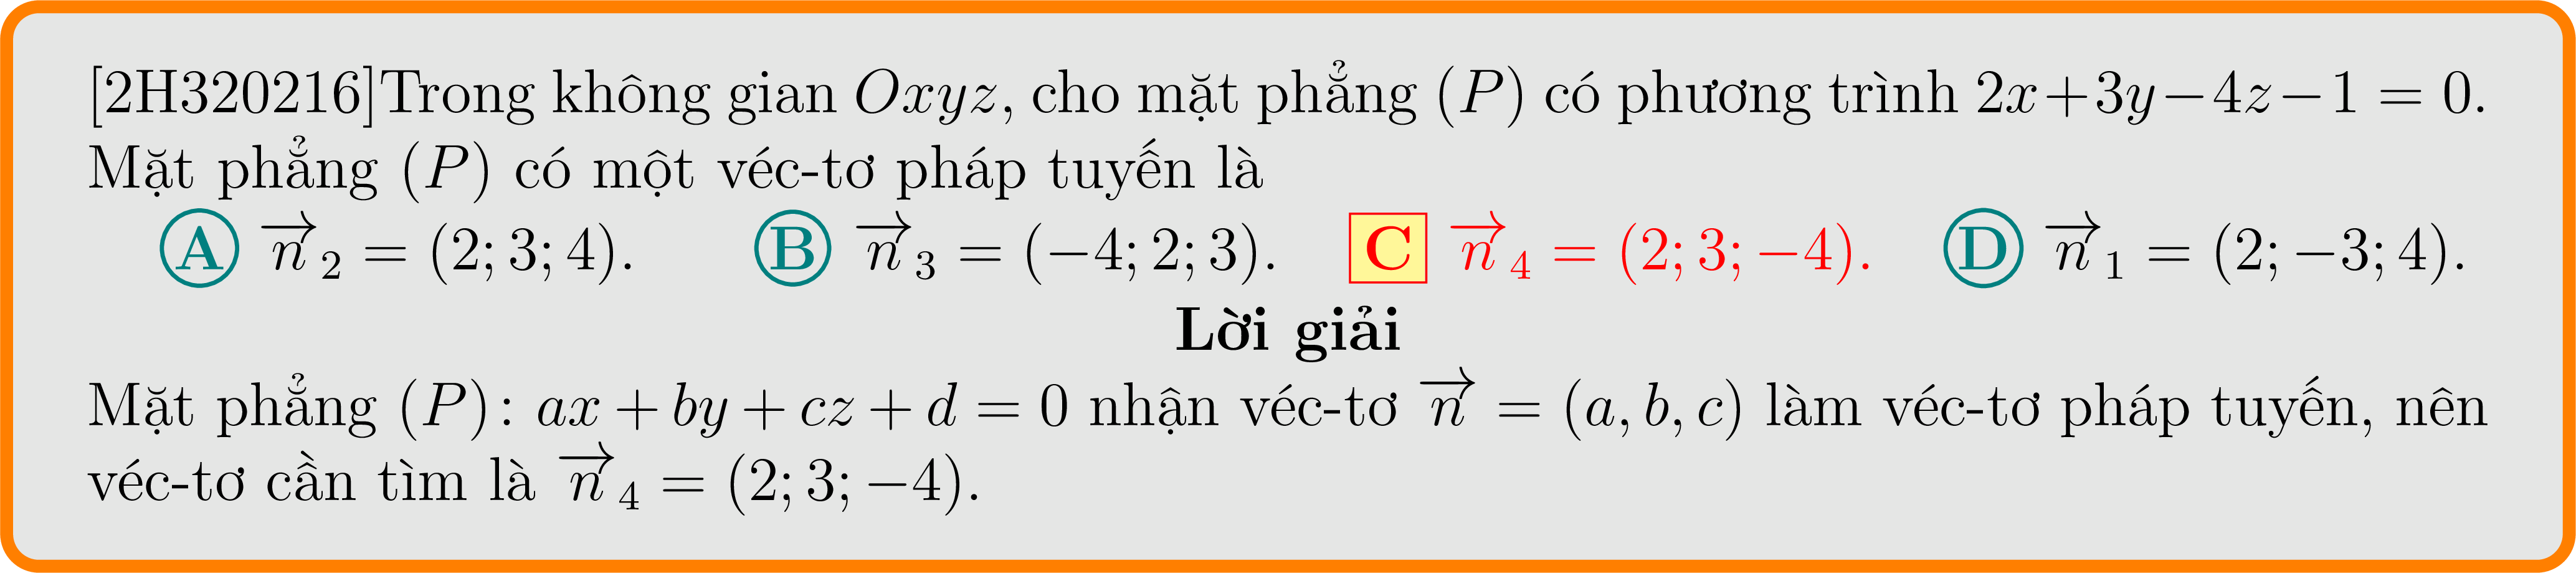 [2H320216]Trong không gian Oxyz, cho mặt phẳng (P) có phương trình 2x+3y−4z−1 = 0.
Mặt phẳng (P) có một véc-tơ pháp tuyến là
A $\overrightarrow{n}_2 = (2; 3; 4).$ B $\overrightarrow{n}_3 = (−4; 2; 3).$ C $\overrightarrow{n}_4 = (2; 3; −4).$ D $\overrightarrow{n}_1 = (2; −3; 4).$
Lời giải
Mặt phẳng (P): ax + by + cz + d = 0 nhận véc-tơ $\overrightarrow{n} = (a, b, c)$ làm véc-tơ pháp tuyến, nên
véc-tơ cần tìm là $\overrightarrow{n}_4 = (2; 3; −4).$